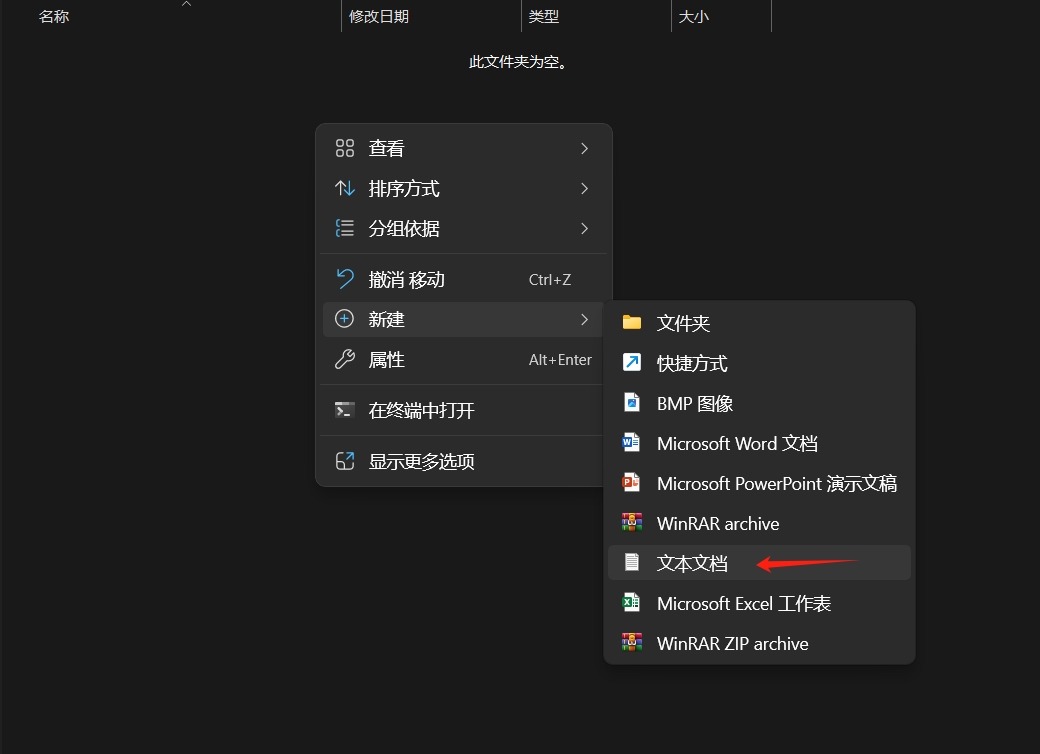 名称 修改日期 类型 大小
此文件夹为空。
查看
排序方式
分组依据
撤消 移动 Ctrl+Z
新建
属性 Alt+Enter
在终端中打开
显示更多选项
文件夹
快捷方式
BMP 图像
Microsoft Word 文档
Microsoft PowerPoint 演示文稿
WinRAR archive
文本文档
Microsoft Excel 工作表
WinRAR ZIP archive